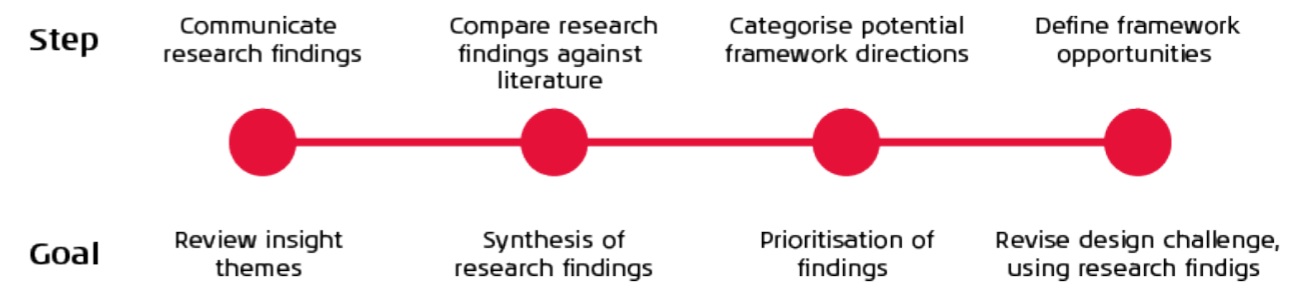 Step
Communicate
research findings
Compare research
findings against
literature
Categorise potential
framework directions
Define framework
opportunities
Goal
Review insight
themes
Synthesis of
research findings
Prioritisation of
findings
Revise design challenge,
using research findigs